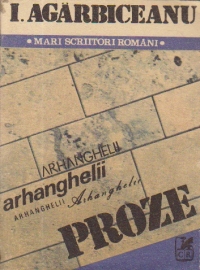 I. AGÂRBICEANU
• MARI SCRIITORI ROMÂNI •
ARHANGHELII
arhanghelii
ARHANGHELII Arhanghelii
PROZE